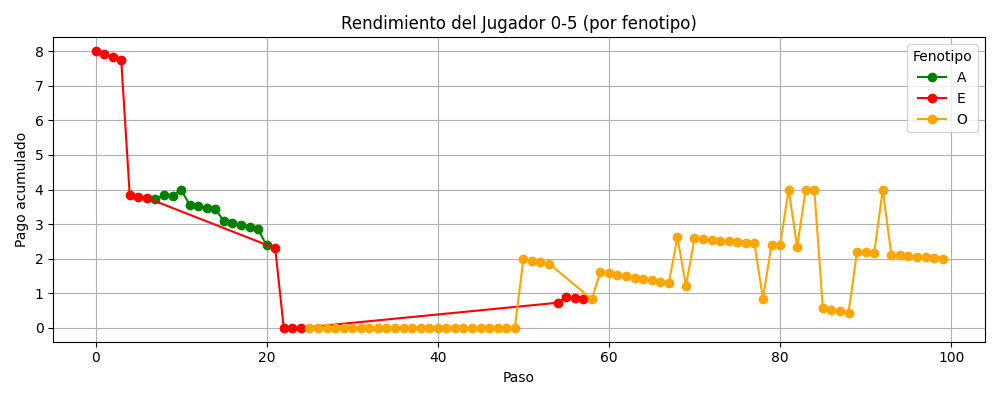 Rendimiento del Jugador 0-5 (por fenotipo)
Pago acumulado
8
7
6
5
4
3
2
1
0
Fenotipo
A
E
O
0 20 40 60 80 100
Paso